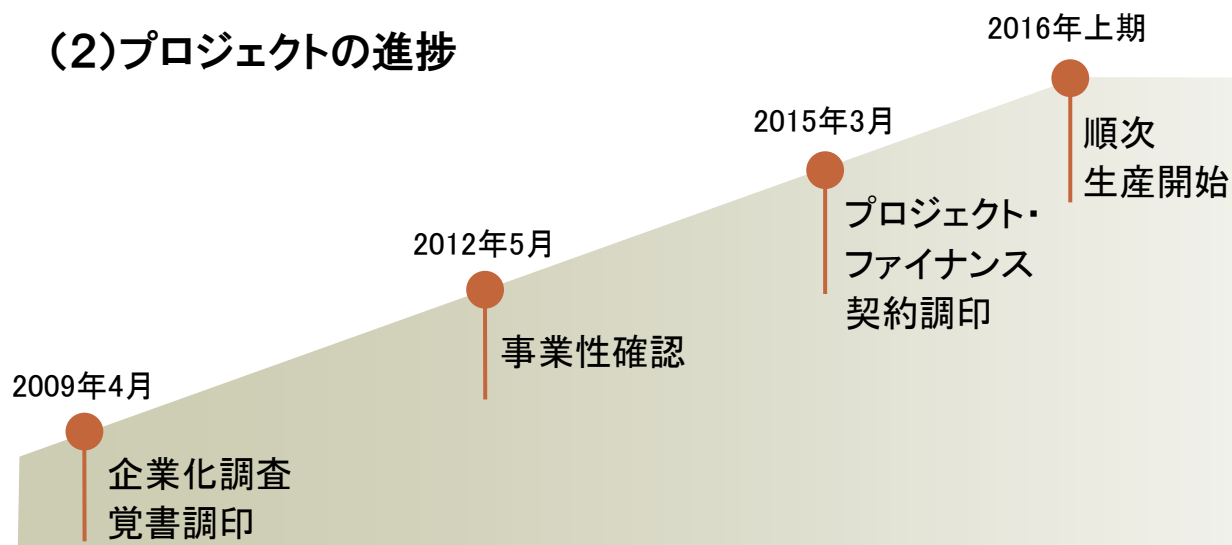 (2)プロジェクトの進捗
2009年4月
企業化調査
覚書調印
2012年5月
事業性確認
2015年3月
プロジェクト・
ファイナンス
契約調印
2016年上期
順次
生産開始